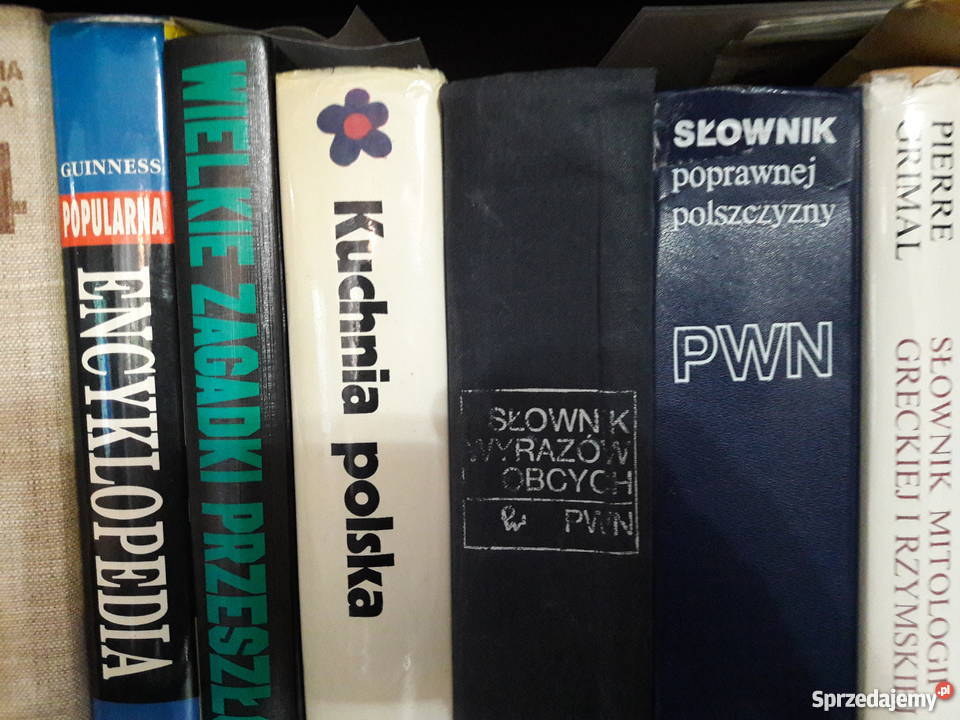 GUINNESS
POPULARNA
ENCYKLOPEDIA
WIELKIE ZAGADKI
Kuchnia polska
SŁOWNIK
WYRAZÓW
OBCYCH
PWN
SŁOWNIK
poprawnej
polszczyzny
PWN
PIERRE
GRIMAL
SŁOWNIK MITOLOGII
GRECKIEJ I RZYMSKIEJ
Sprzedajemy.pl